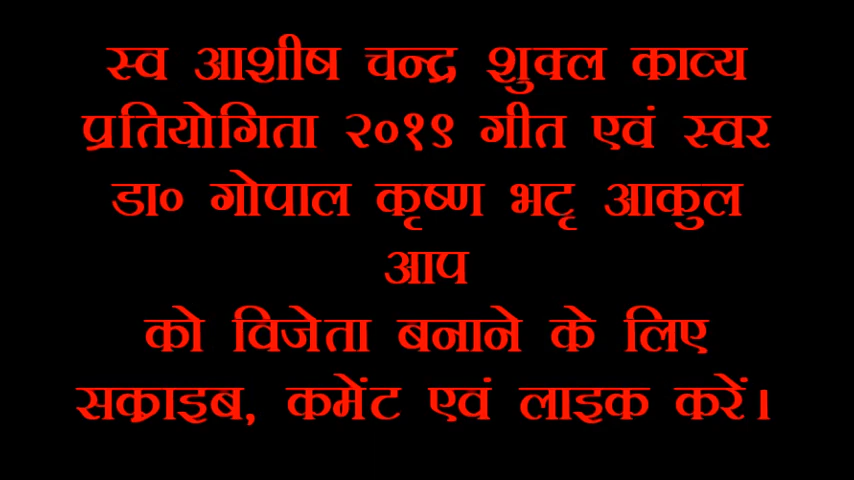 स्व आशीष चन्द्र शुक्ल काव्य
प्रतियोगिता २०१९ गीत एवं स्वर
डा० गोपाल कृष्ण भटृ आकुल
आप
को विजेता बनाने के लिए
सक्राइब, कमेंट एवं लाइक करें।